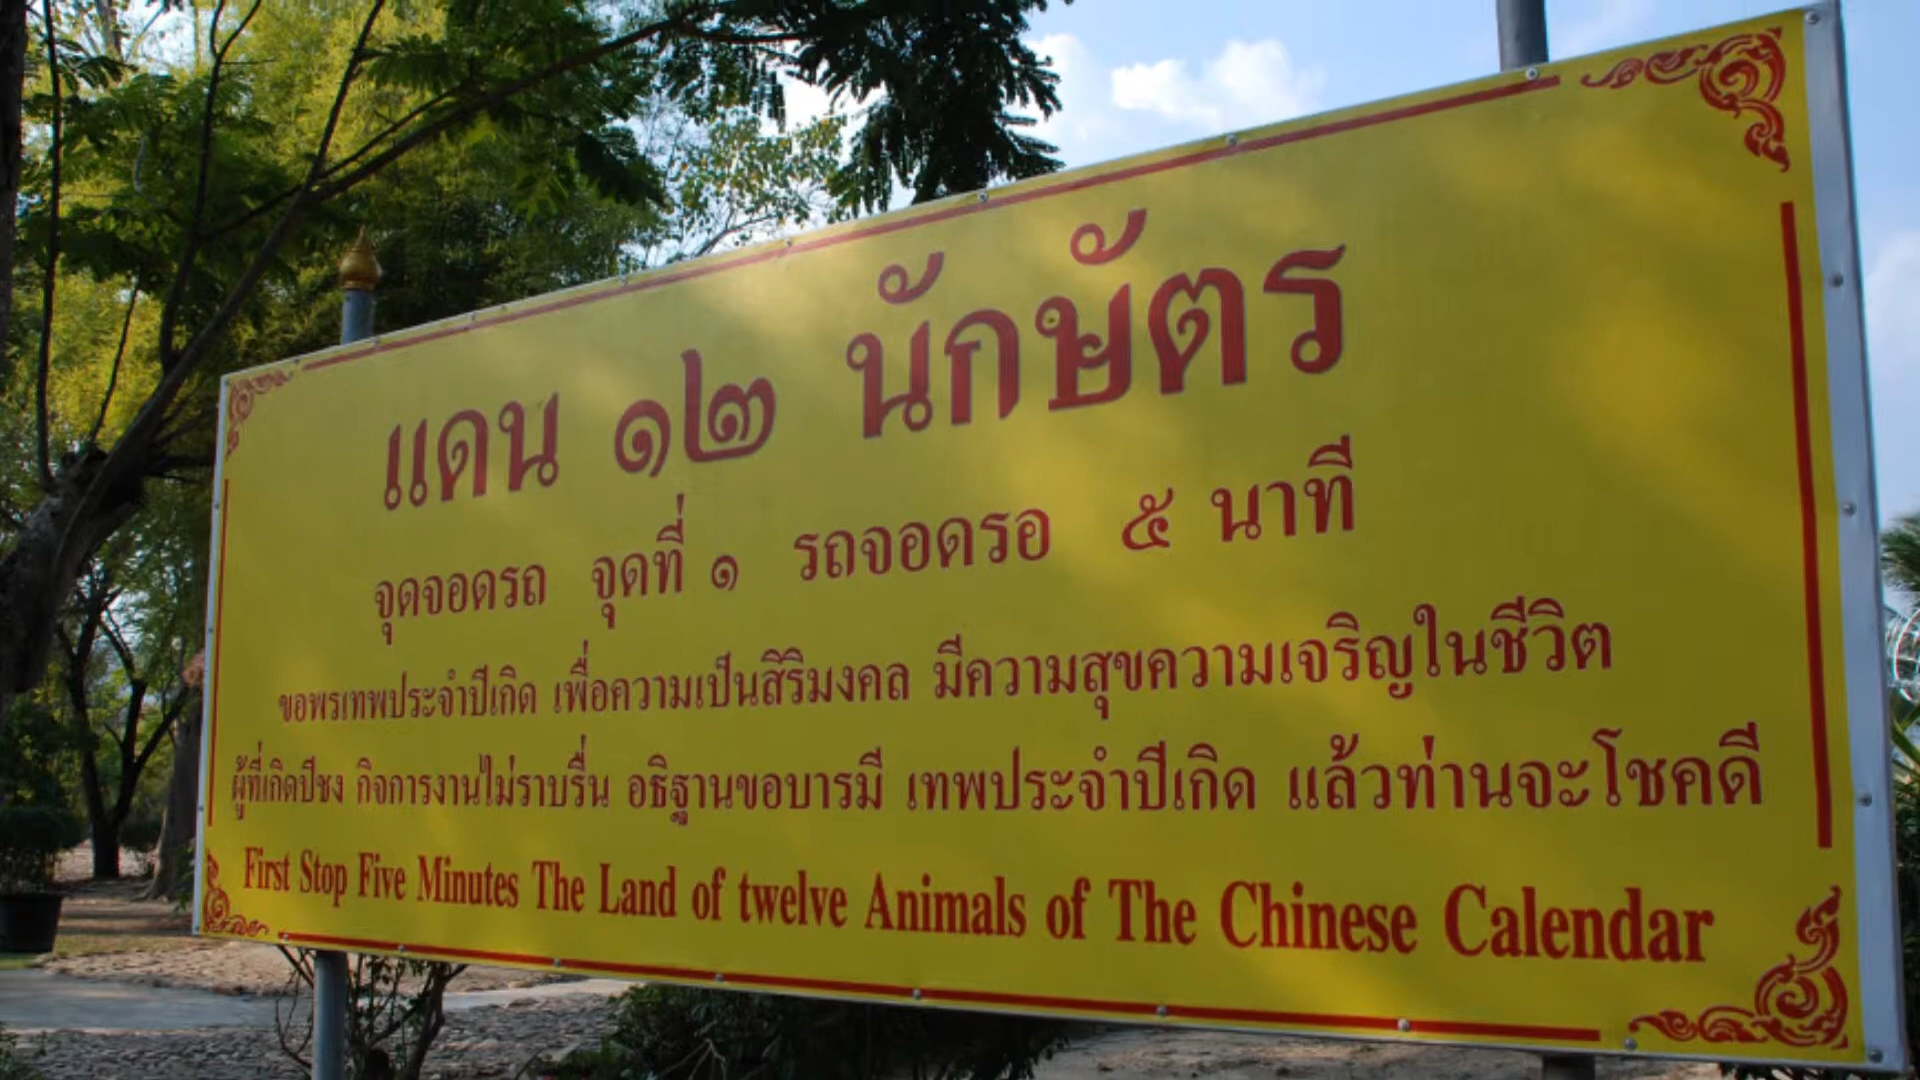 แดน ๑๒ นักษัตร
จุดจอดรถ จุดที่ ๑ รถจอดรอ ๕ นาที
ขอพรเทพประจำปีเกิด เพื่อความเป็นสิริมงคล มีความสุขความเจริญในชีวิต
ผู้ที่เกิดปีชง กิจการงานไม่ราบรื่น อธิฐานขอบารมี เทพประจำปีเกิด แล้วท่านจะโชคดี
First Stop Five Minutes The Land of twelve Animals of The Chinese Calendar